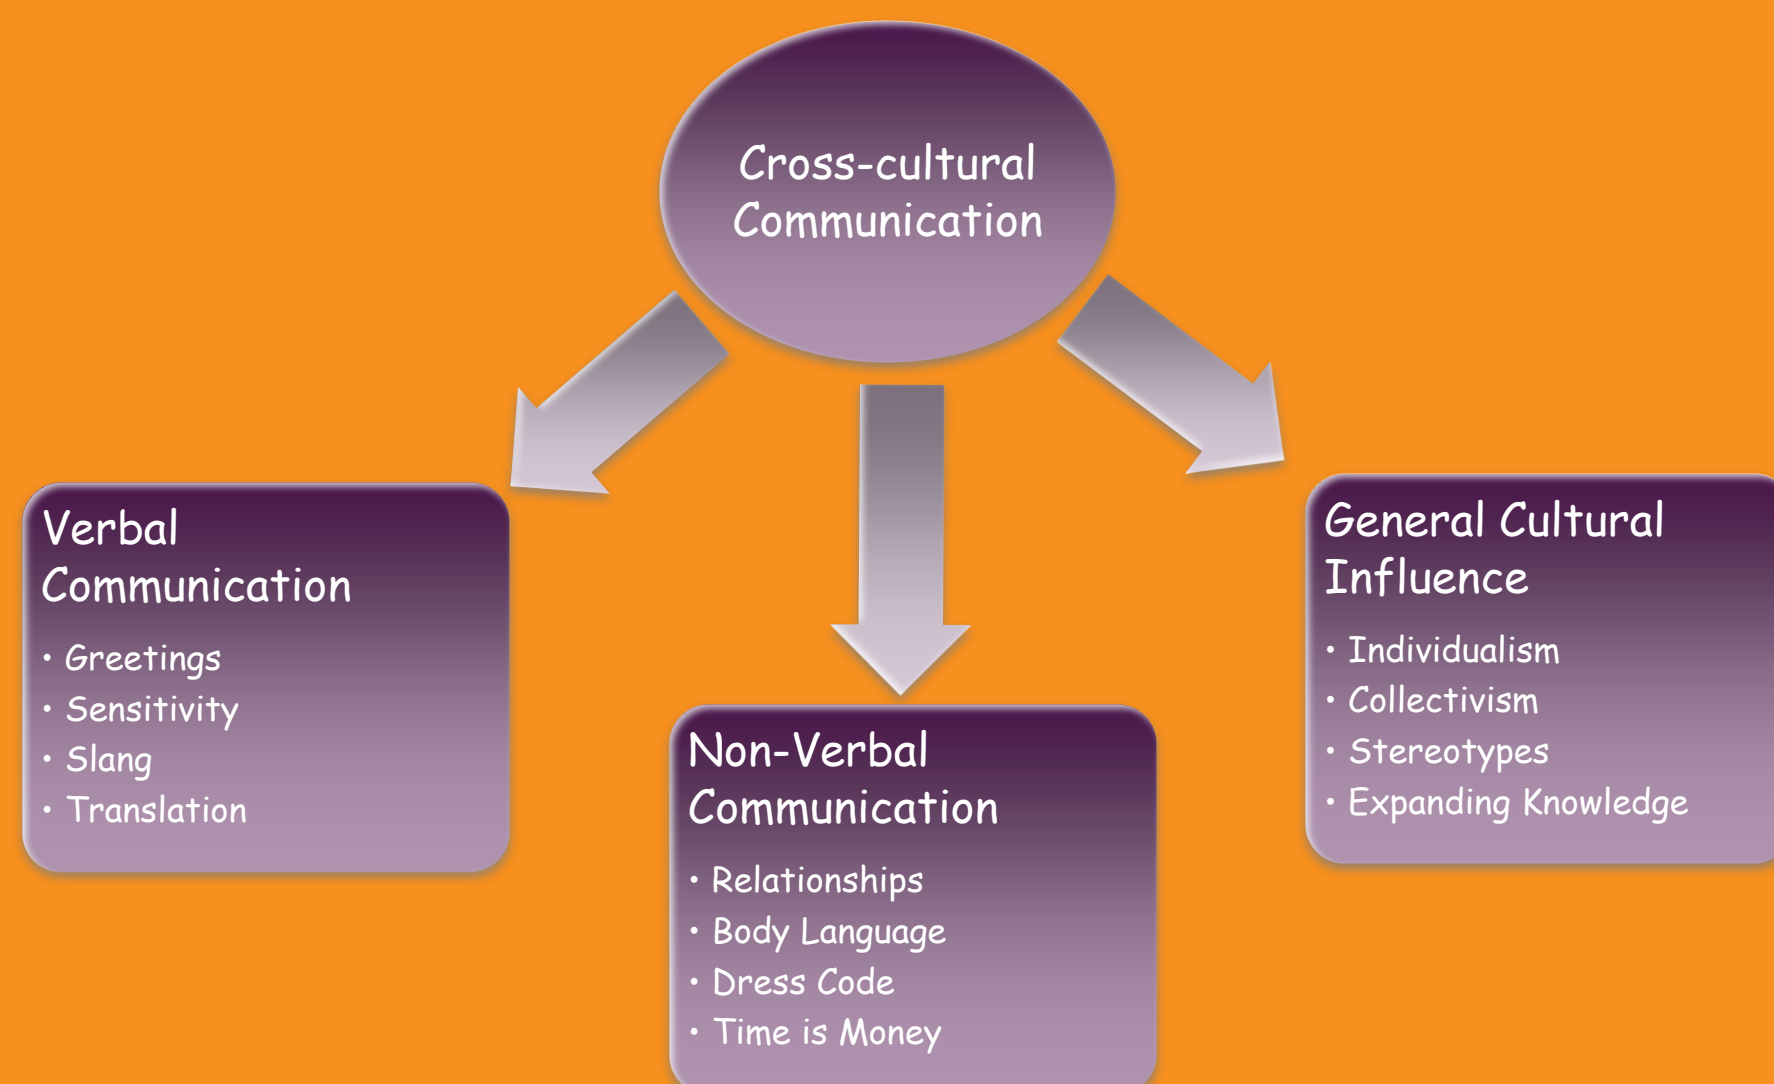 Cross-cultural
Communication
Verbal
Communication
• Greetings
• Sensitivity
• Slang
• Translation
Non-Verbal
Communication
• Relationships
• Body Language
• Dress Code
• Time is Money
General Cultural
Influence
• Individualism
• Collectivism
• Stereotypes
• Expanding Knowledge